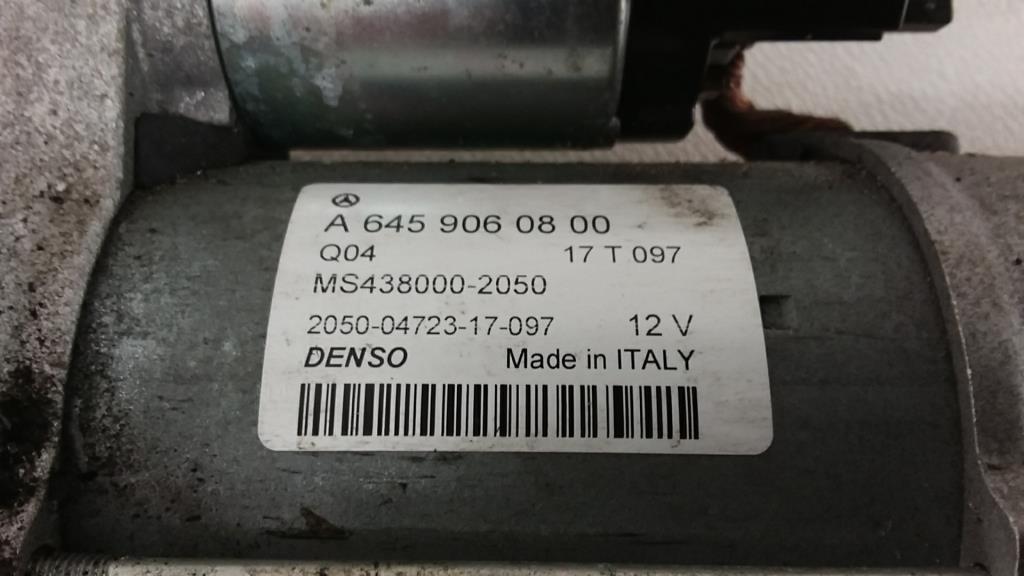 A 645 906 08 00
Q04 17 T 097
MS438000-2050
2050-04723-17-097 12 V
DENSO Made in ITALY